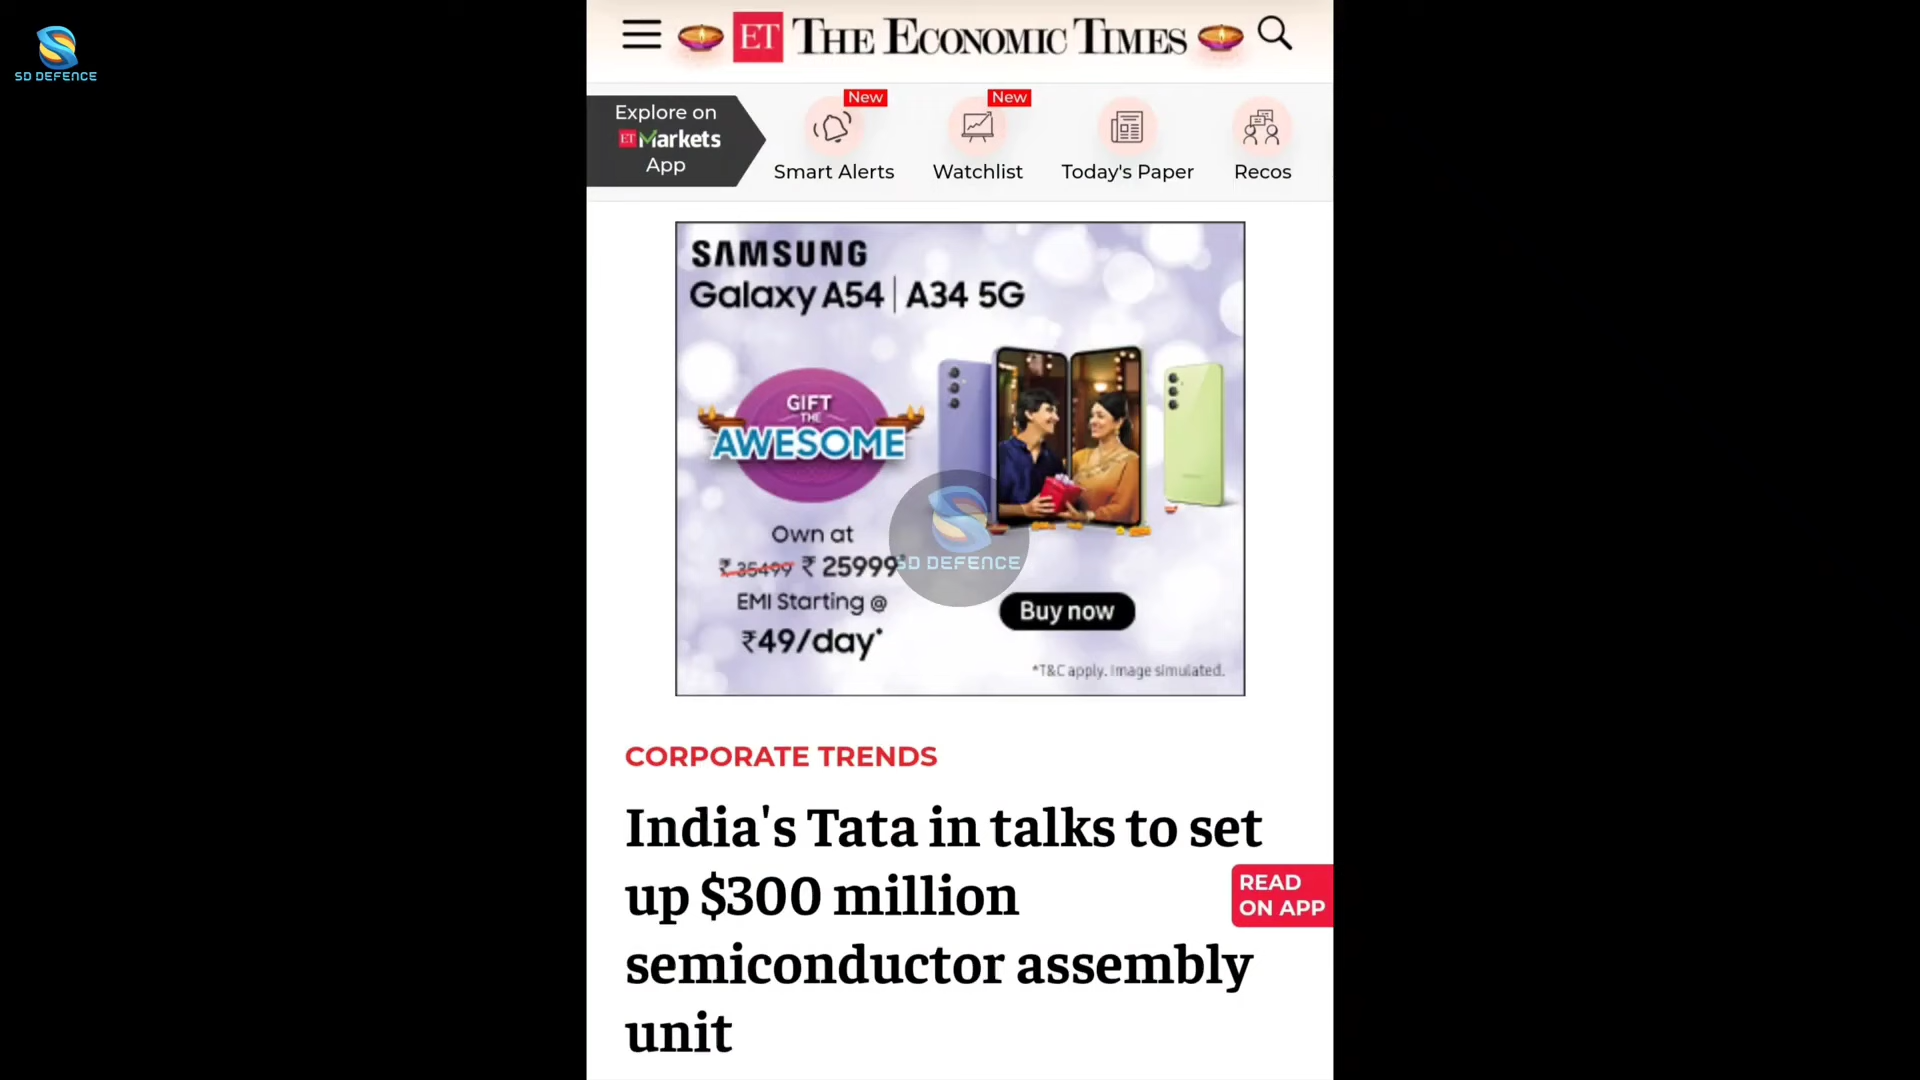 SD DEFENCE
ET THE ECONOMIC TIMES
Explore on
ET Markets
App
New
Smart Alerts
New
Watchlist
Today's Paper
Recos
SAMSUNG
Galaxy A54 | A34 5G
GIFT
THE
AWESOME
Own at
₹ 35499 ₹ 25999*
EMI Starting @
₹49/day*
SD DEFENCE
Buy now
*T&C apply. Image simulated.
CORPORATE TRENDS
India's Tata in talks to set
up $300 million
semiconductor assembly
unit
READ
ON APP